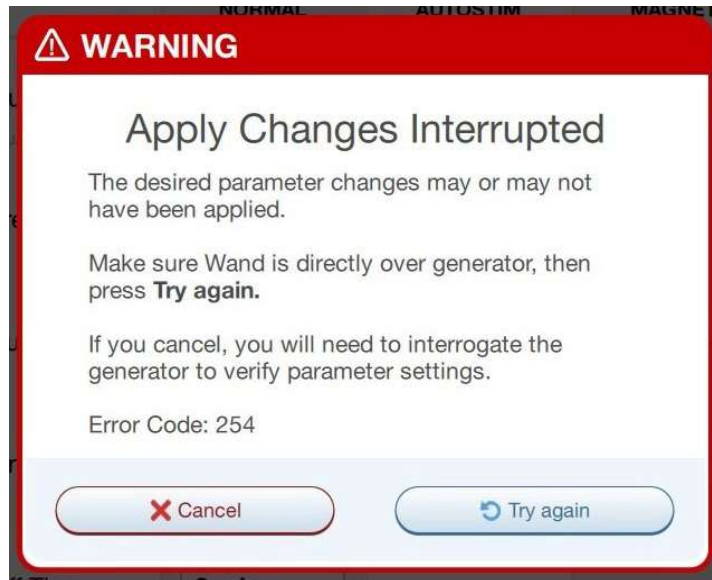 NORMAL AUTOSTIM
WARNING
Apply Changes Interrupted
The desired parameter changes may or may not
have been applied.
Make sure Wand is directly over generator, then
press Try again.
If you cancel, you will need to interrogate the
generator to verify parameter settings.
Error Code: 254
Cancel
Try again